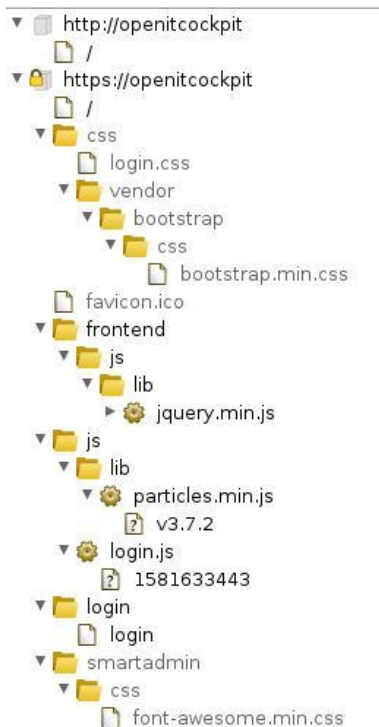 http://openitcockpit
/
https://openitcockpit
/
css
login.css
vendor
bootstrap
css
bootstrap.min.css
favicon.ico
frontend
js
lib
jquery.min.js
js
lib
particles.min.js
v3.7.2
login.js
1581633443
login
login
smartadmin
css
font-awesome.min.css